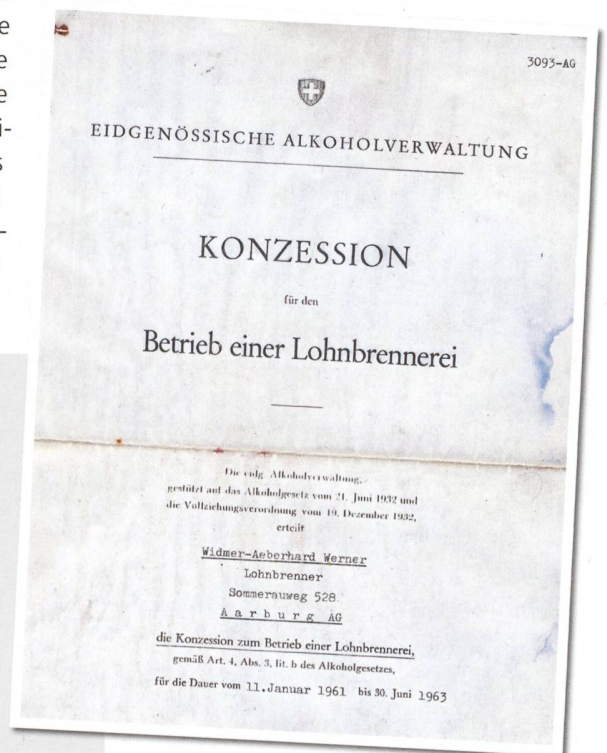 e
e
e
i-
s
-
3093-AG
EIDGENÖSSISCHE ALKOHOLVERWALTUNG
KONZESSION
für den
Betrieb einer Lohnbrennerei
Die eidg. Alkoholverwaltung,
gestützt auf das Alkoholgesetz vom 21. Juni 1932 und
die Vollziehungsverordnung vom 19. Dezember 1932,
erteilt
Widmer-Aeberhard Werner
Lohnbrenner
Sommerauweg 528
Aarburg AG
die Konzession zum Betrieb einer Lohnbrennerei,
gemäß Art. 4, Abs. 3, lit. b des Alkoholgesetzes,
für die Dauer vom 11.Januar 1961 bis 30. Juni 1963